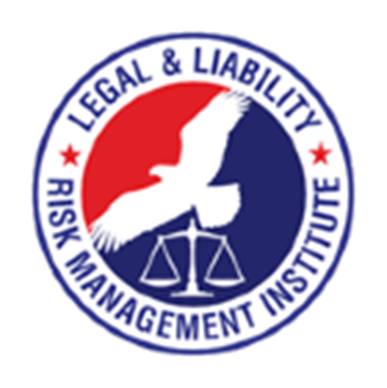 LEGAL & LIABILITY
RISK MANAGEMENT INSTITUTE